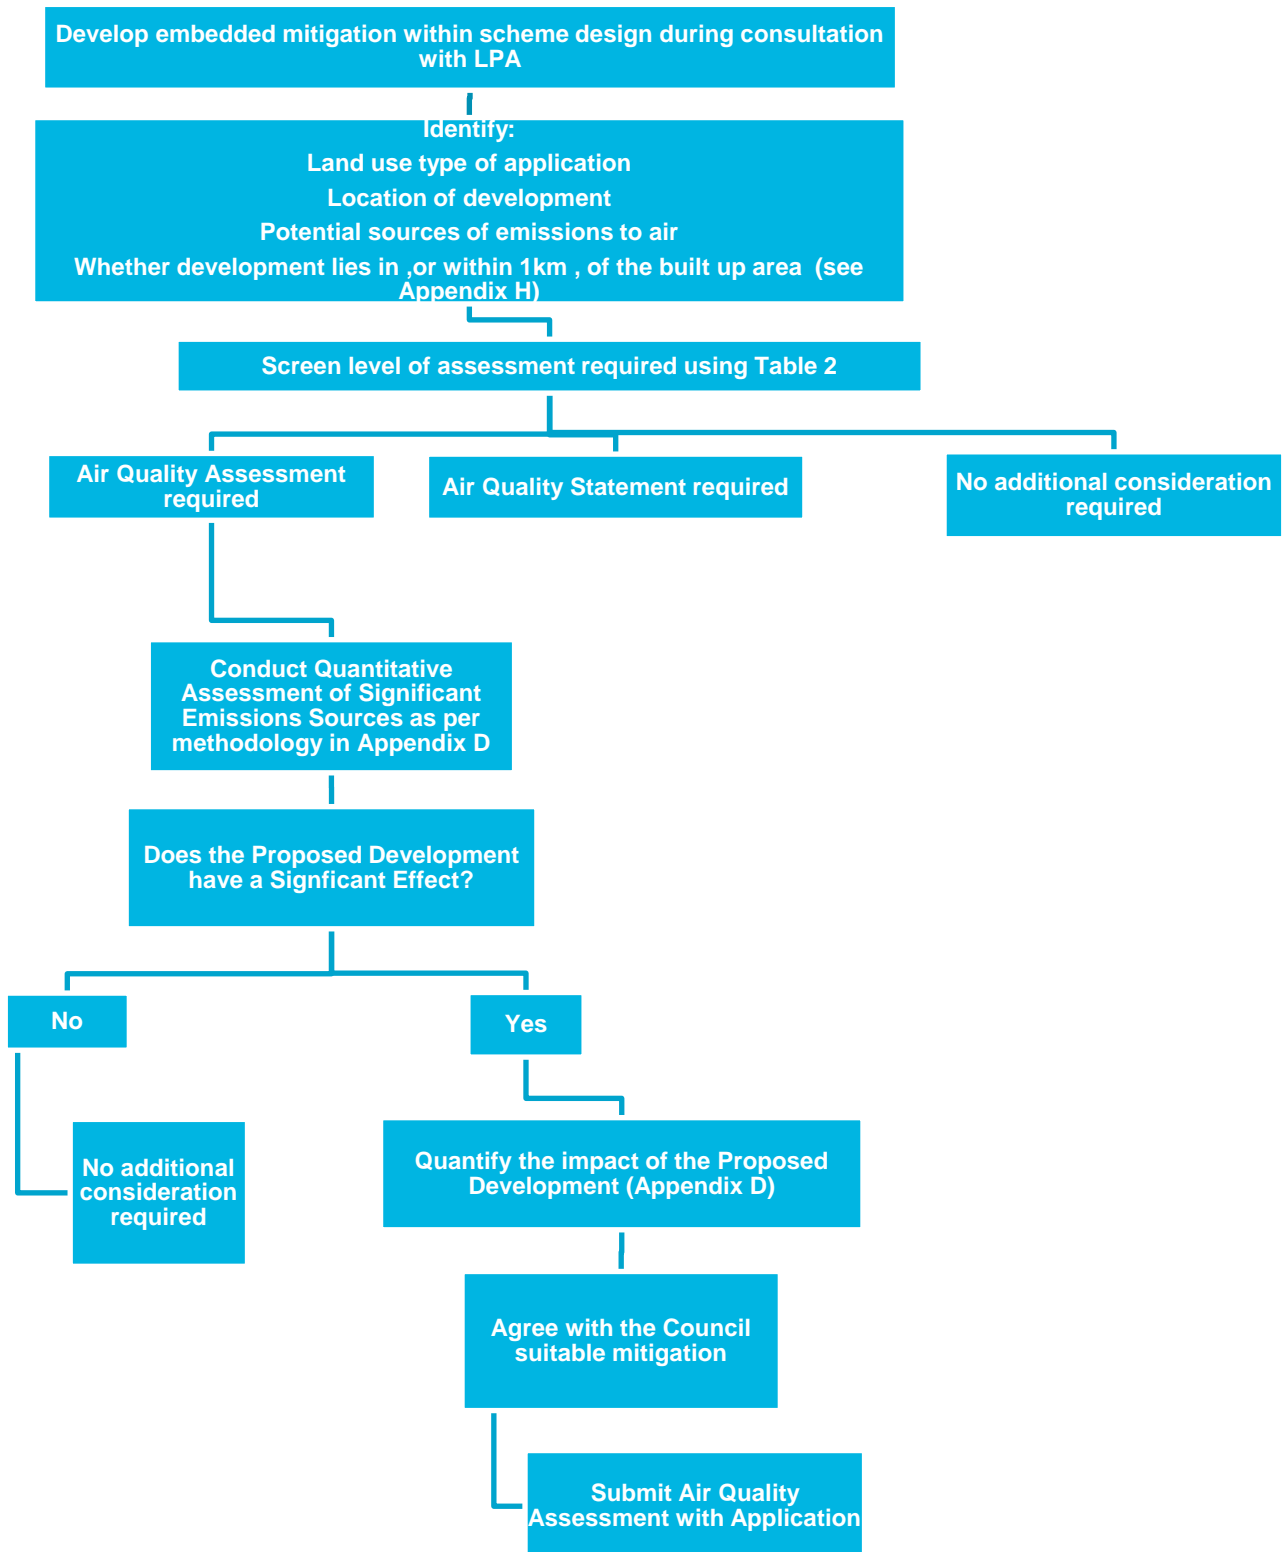 Develop embedded mitigation within scheme design during consultation
with LPA
Identify:
Land use type of application
Location of development
Potential sources of emissions to air
Whether development lies in ,or within 1km , of the built up area  (see
Appendix H)
Screen level of assessment required using Table 2
Air Quality Assessment
required
Air Quality Statement required
No additional consideration
required
Conduct Quantitative
Assessment of Significant
Emissions Sources as per
methodology in Appendix D
Does the Proposed Development
have a Signficant Effect?
No
Yes
No additional
consideration
required
Quantify the impact of the Proposed
Development (Appendix D)
Agree with the Council
suitable mitigation
Submit Air Quality
Assessment with Application